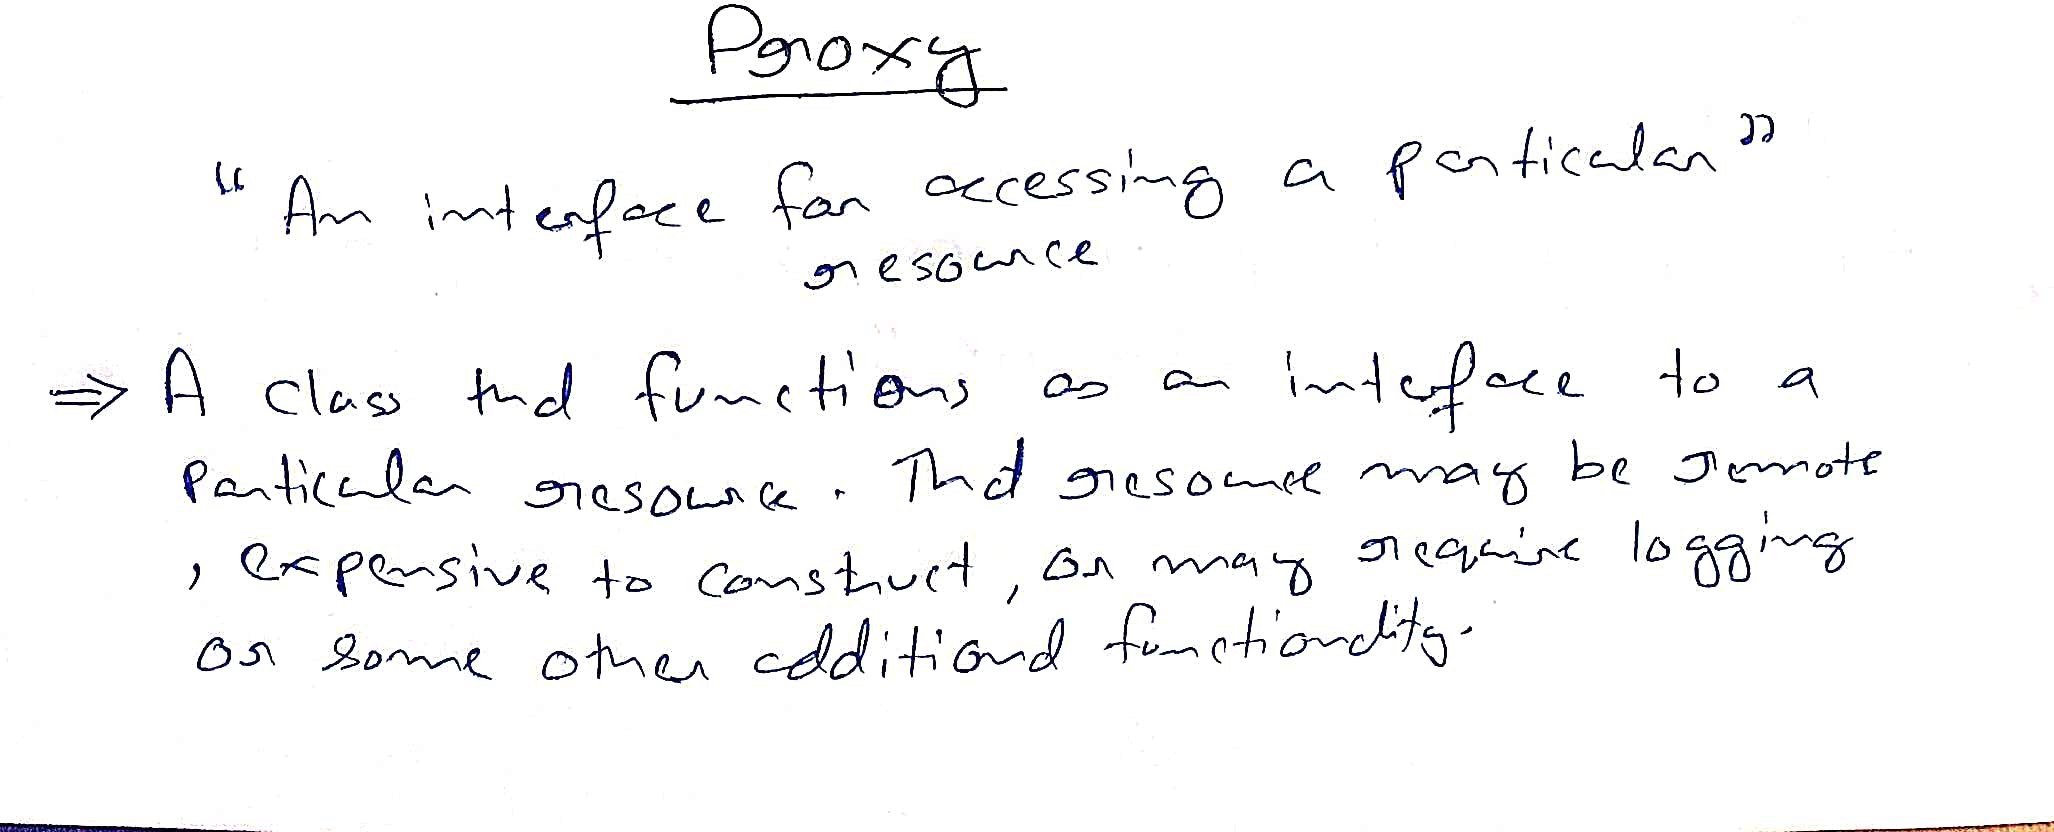 Proxy
"An interface for accessing a particular"
resource
⇒ A class that functions as an interface to a
particular resource. That resource may be remote
, expensive to construct, or may require logging
or some other additional functionality.